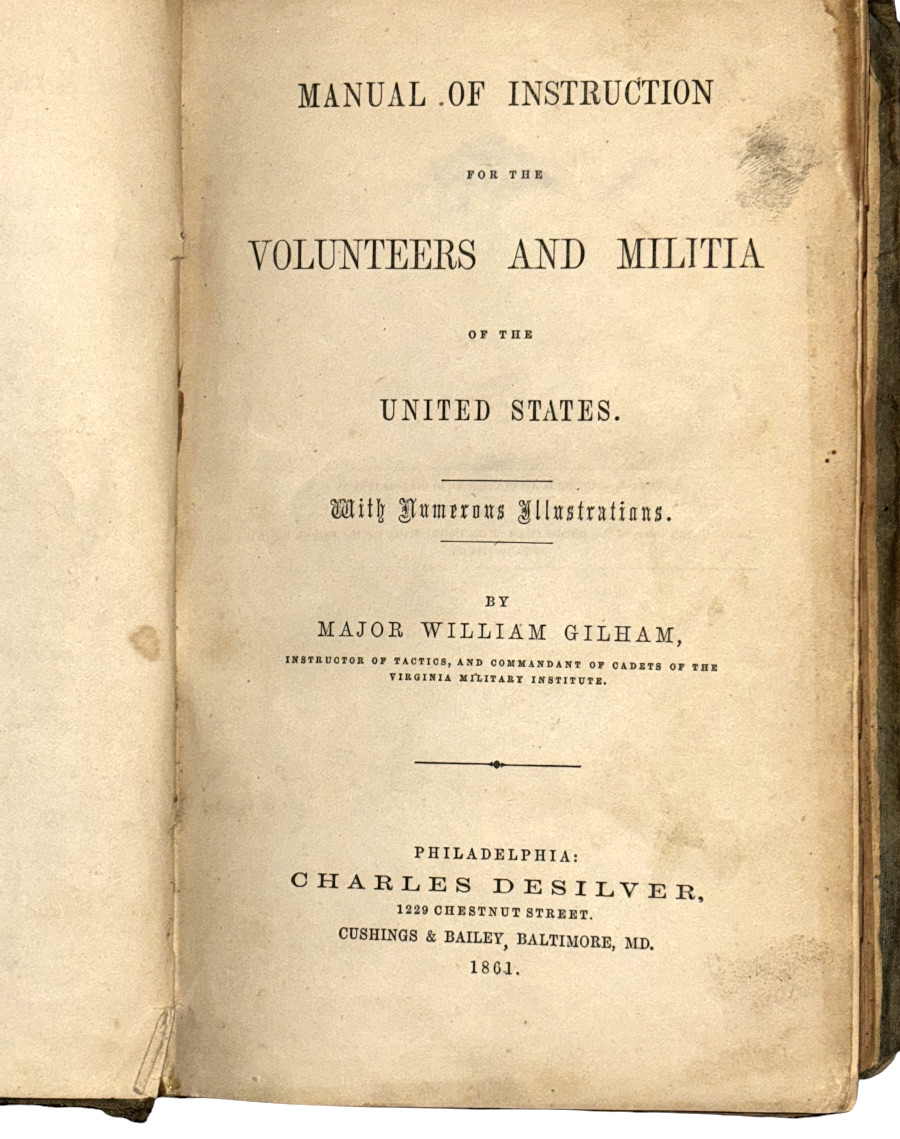 MANUAL OF INSTRUCTION
FOR THE
VOLUNTEERS AND MILITIA
OF THE
UNITED STATES.
With Numerous Illustrations.
BY
MAJOR WILLIAM GILHAM,
INSTRUCTOR OF TACTICS, AND COMMANDANT OF CADETS OF THE
VIRGINIA MILITARY INSTITUTE.
PHILADELPHIA:
CHARLES DESILVER,
1229 CHESTNUT STREET.
CUSHINGS & BAILEY, BALTIMORE, MD.
1861.